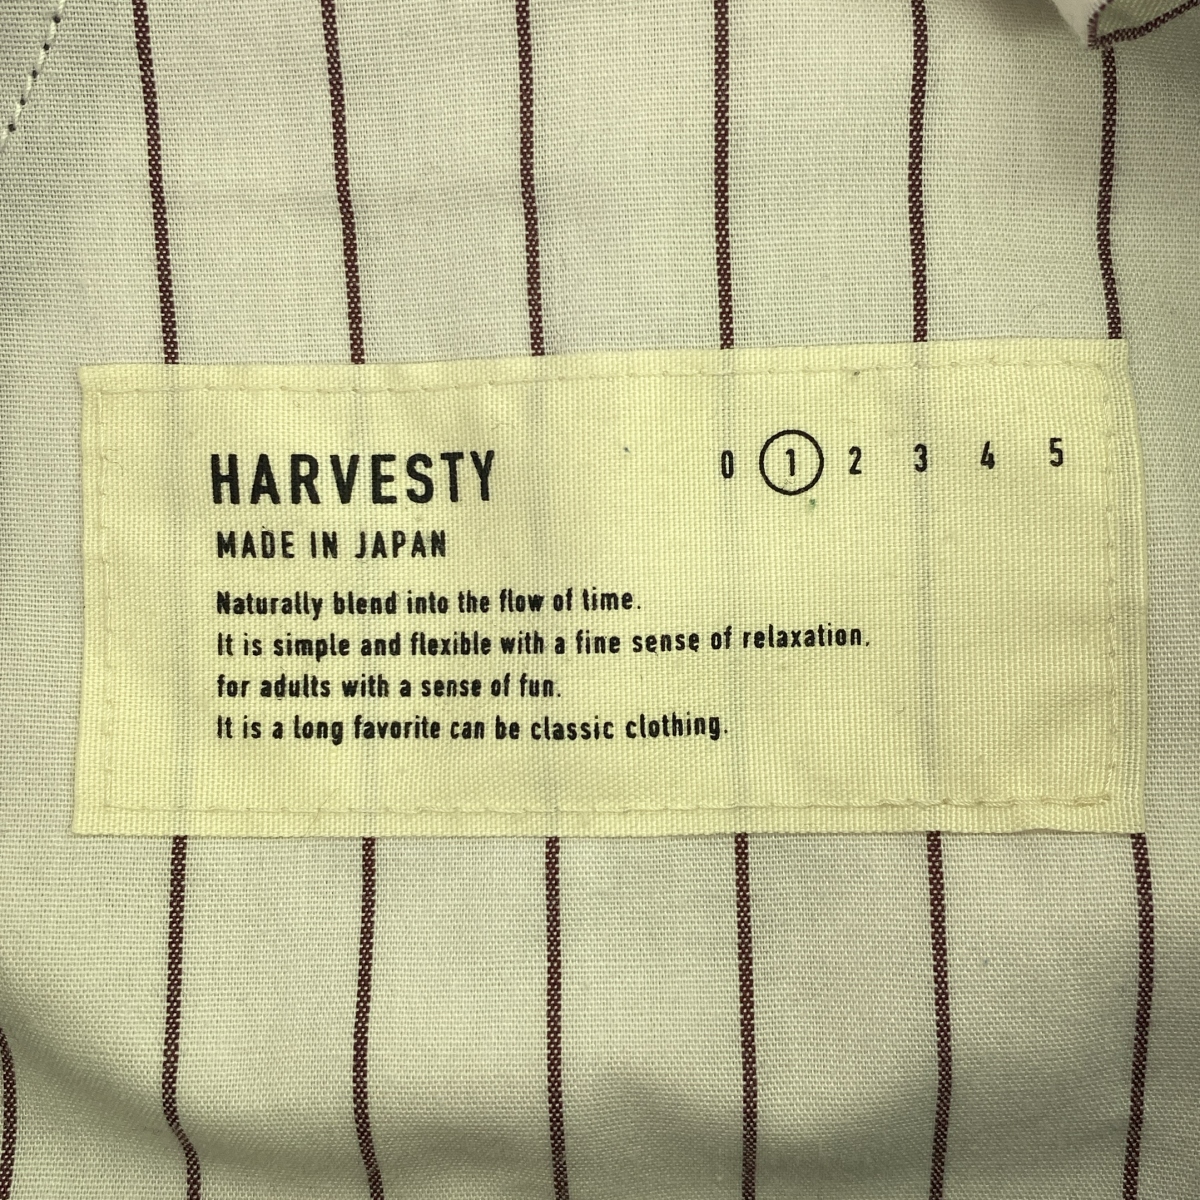 HARVESTY 0 1 2 3 4 5
MADE IN JAPAN
Naturally blend into the flow of time.
It is simple and flexible with a fine sense of relaxation.
for adults with a sense of fun.
It is a long favorite can be classic clothing.